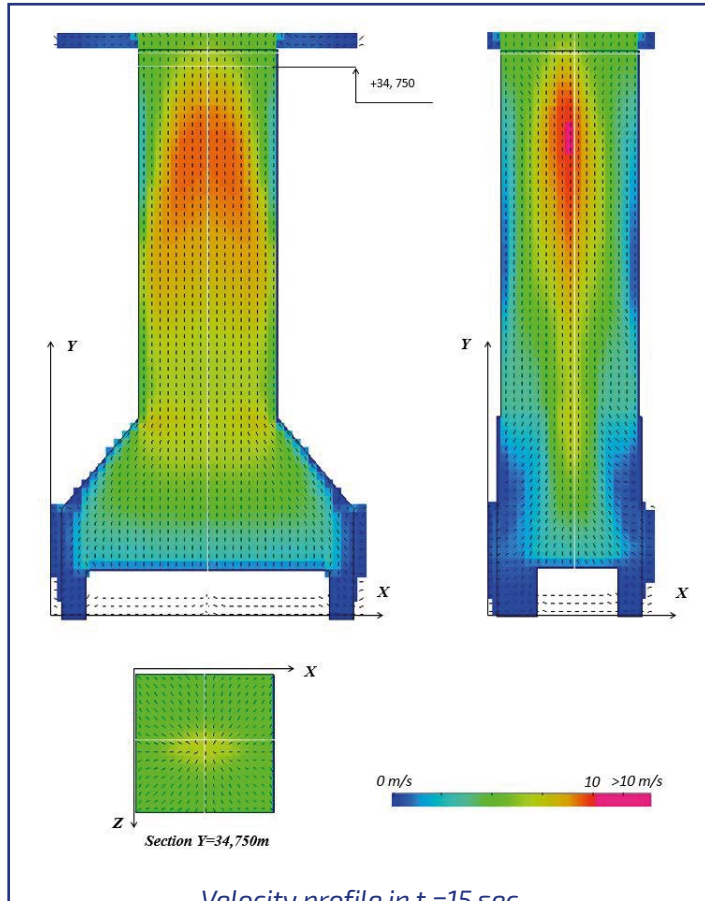 +34, 750
Y
X
Y
X
X
Z
Section Y=34,750m
0 m/s
10
>10 m/s
Velocity profile in t =15 sec